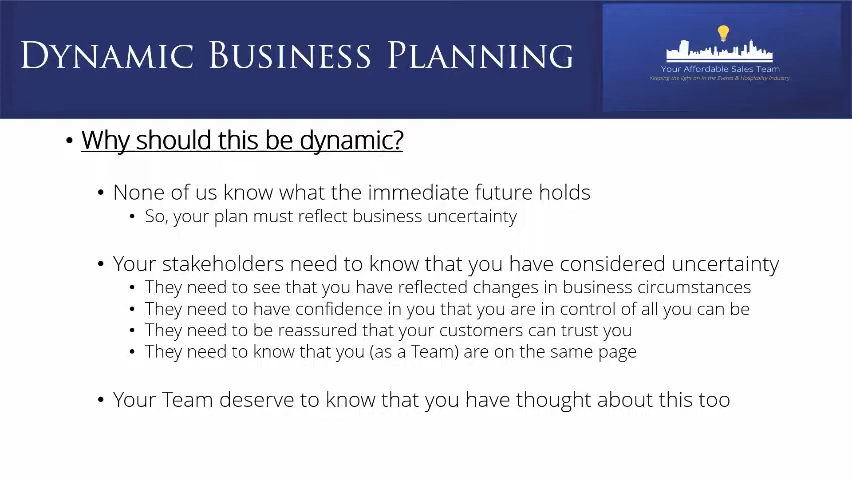 DYNAMIC BUSINESS PLANNING
Your Affordable Sales Team
Keeping the light on in the Events & Hospitality Industry
• Why should this be dynamic?
• None of us know what the immediate future holds
• So, your plan must reflect business uncertainty
• Your stakeholders need to know that you have considered uncertainty
• They need to see that you have reflected changes in business circumstances
• They need to have confidence in you that you are in control of all you can be
• They need to be reassured that your customers can trust you
• They need to know that you (as a Team) are on the same page
• Your Team deserve to know that you have thought about this too